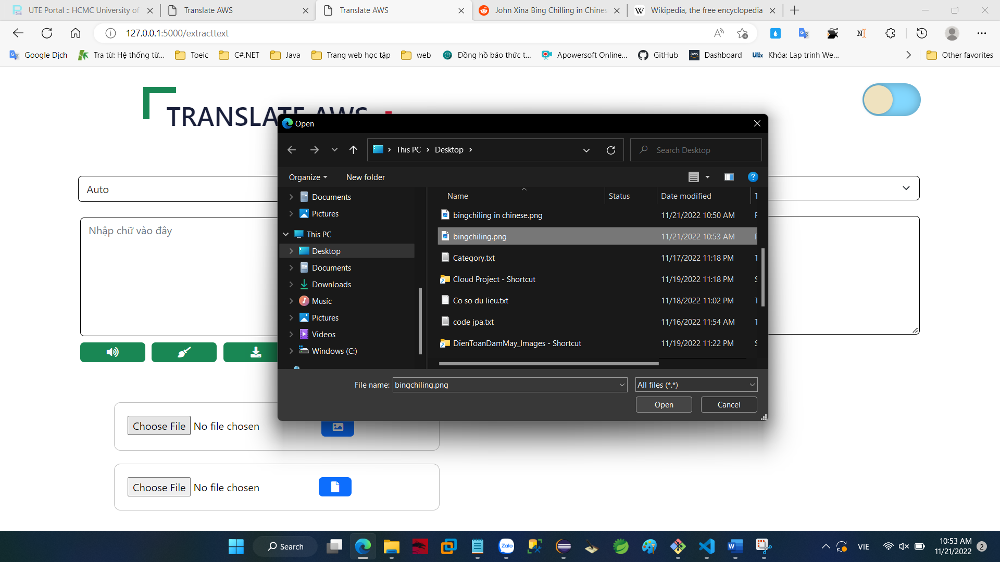 UTE Portal :: HCMC University of
Translate AWS
Translate AWS
John Xina Bing Chilling in Chines
Wikipedia, the free encyclopedia
127.0.0.1:5000/extracttext
Google Dịch
Tra từ: Hệ thống từ...
Toeic
C#.NET
Java
Trang web học tập
web
Đồng hồ báo thức t...
Apowersoft Online...
GitHub
aws
Dashboard
UEx
Khóa: Lap trinh We...
Other favorites
TRANSLATE AWS
Open
This PC
Desktop
Search Desktop
Organize
New folder
Auto
Nhập chữ vào đây
Documents
Pictures
This PC
Desktop
Documents
Downloads
Music
Pictures
Videos
Windows (C:)
Name
Status
Date modified
T
bingchiling in chinese.png
11/21/2022 10:50 AM
bingchiling.png
11/21/2022 10:53 AM
Category.txt
11/17/2022 11:18 PM
Cloud Project - Shortcut
11/19/2022 11:18 PM
Co so du lieu.txt
11/18/2022 11:02 PM
code jpa.txt
11/16/2022 11:54 AM
DienToanDamMay_Images - Shortcut
11/19/2022 11:22 PM
File name:
bingchiling.png
All files (*.*)
Open
Cancel
Choose File
No file chosen
Choose File
No file chosen
Search
Zalo
VIE
10:53 AM
11/21/2022
2